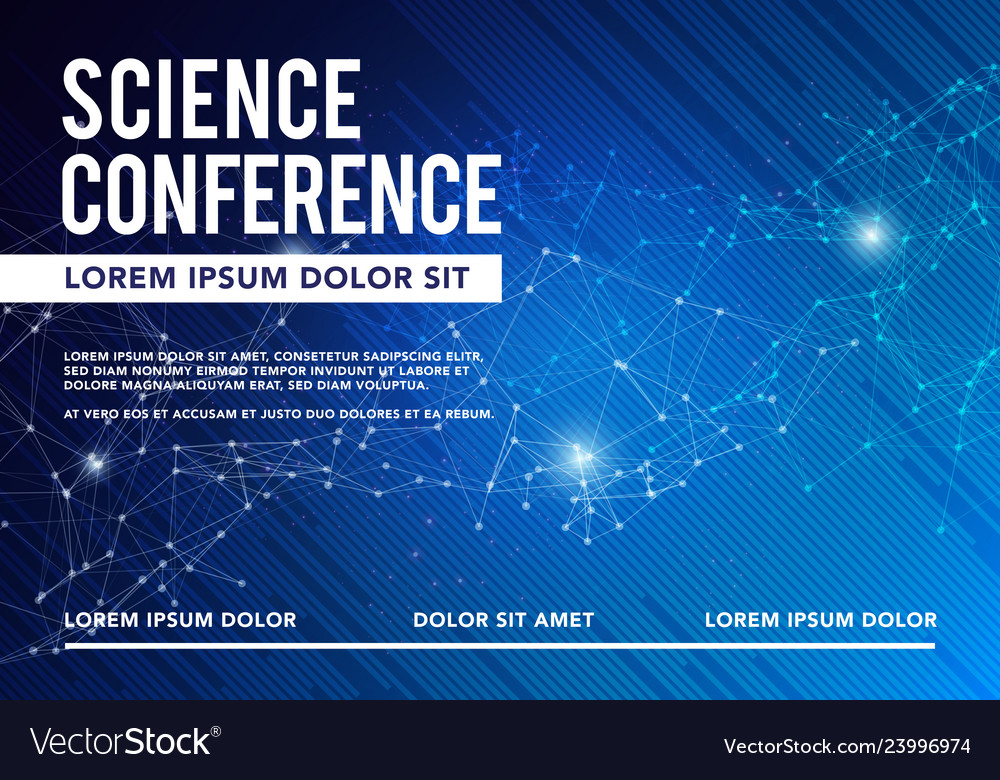 SCIENCE
CONFERENCE
LOREM IPSUM DOLOR SIT
LOREM IPSUM DOLOR SIT AMET, CONSETETUR SADIPSCING ELITR,
SED DIAM NONUMY EIRMOD TEMPOR INVIDUNT UT LABORE ET
DOLORE MAGNA ALIQUYAM ERAT, SED DIAM VOLUPTUA.
AT VERO EOS ET ACCUSAM ET JUSTO DUO DOLORES ET EA REBUM.
LOREM IPSUM DOLOR DOLOR SIT AMET LOREM IPSUM DOLOR
VectorStock® VectorStock.com/23996974